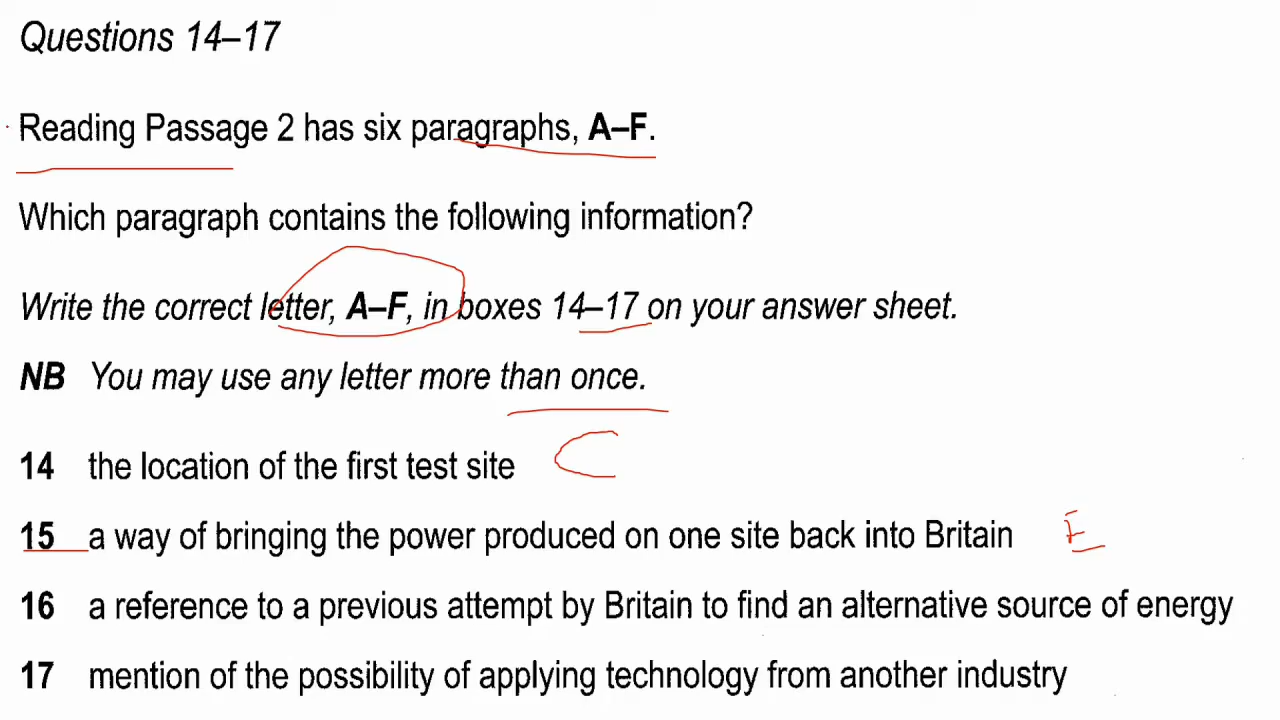 Questions 14–17
Reading Passage 2 has six paragraphs, A–F.
Which paragraph contains the following information?
Write the correct letter, A–F, in boxes 14–17 on your answer sheet.
NB You may use any letter more than once.
14 the location of the first test site C
15 a way of bringing the power produced on one site back into Britain E
16 a reference to a previous attempt by Britain to find an alternative source of energy
17 mention of the possibility of applying technology from another industry